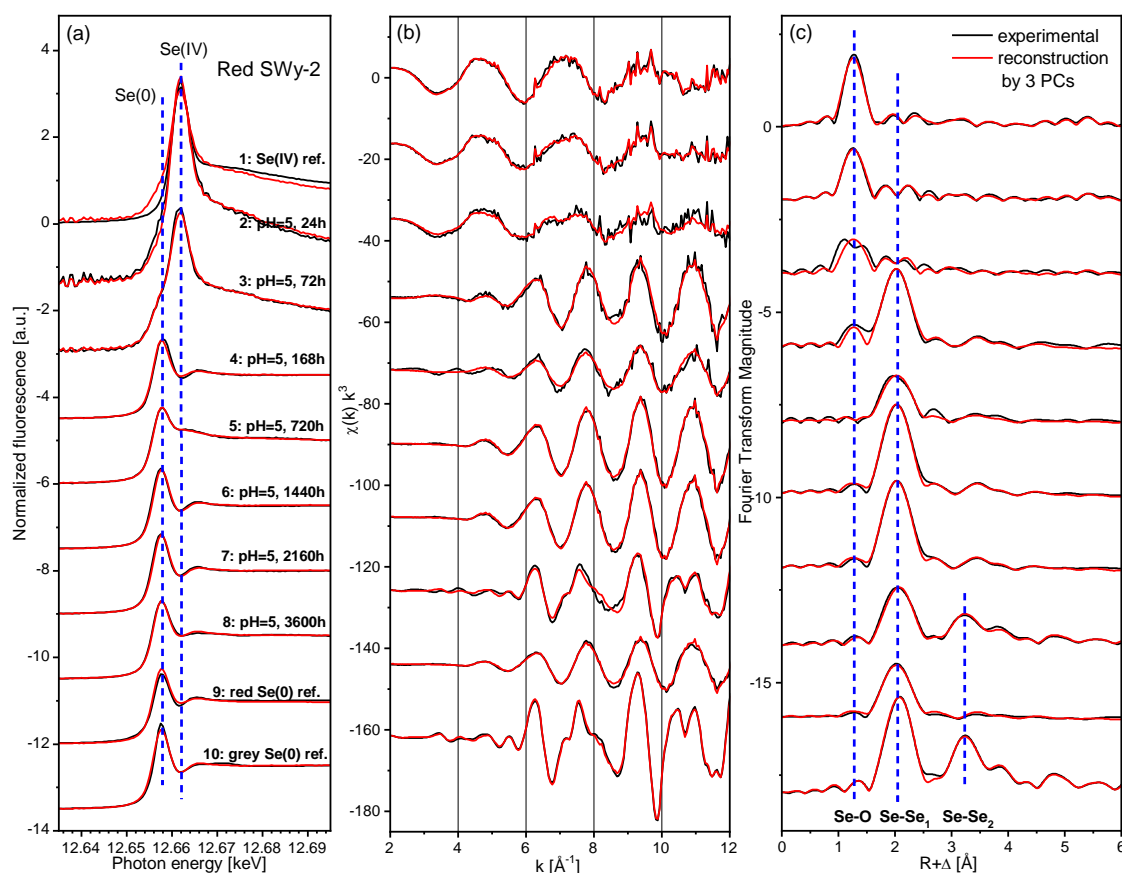 (a)
Se(IV)
Se(0)
Red SWy-2
1: Se(IV) ref.
2: pH=5, 24h
3: pH=5, 72h
4: pH=5, 168h
5: pH=5, 720h
6: pH=5, 1440h
7: pH=5, 2160h
8: pH=5, 3600h
9: red Se(0) ref.
10: grey Se(0) ref.
4
2
0
-2
-4
-6
-8
-10
-12
-14
Normalized fluorescence [a.u.]
12.64 12.65 12.66 12.67 12.68 12.69
Photon energy [keV]
(b)
0
-20
-40
-60
-80
-100
-120
-140
-160
-180
χ(k) k³
2 4 6 8 10 12
k [Å⁻¹]
(c)
experimental
reconstruction
by 3 PCs
0
-5
-10
-15
Fourier Transform Magnitude
Se-O Se-Se₁ Se-Se₂
0 1 2 3 4 5 6
R+Δ [Å]